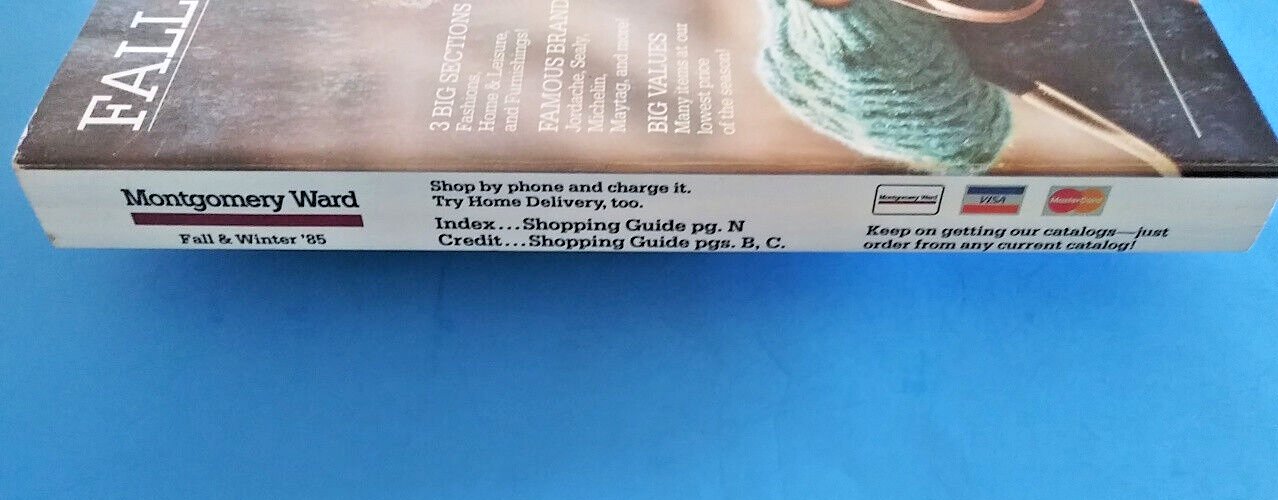 FALL
3 BIG SECTIONS
Fashions,
Home & Leisure,
and Furnishings!
FAMOUS BRAND
Jordache, Sealy,
Michelin,
Maytag, and more!
BIG VALUES
Many items at our
lowest price
of the season!
Montgomery Ward
Fall & Winter '85
Shop by phone and charge it.
Try Home Delivery, too.
Index...Shopping Guide pg. N
Credit...Shopping Guide pgs. B, C.
Montgomery Ward
VISA
MasterCard
Keep on getting our catalogs—just
order from any current catalog!